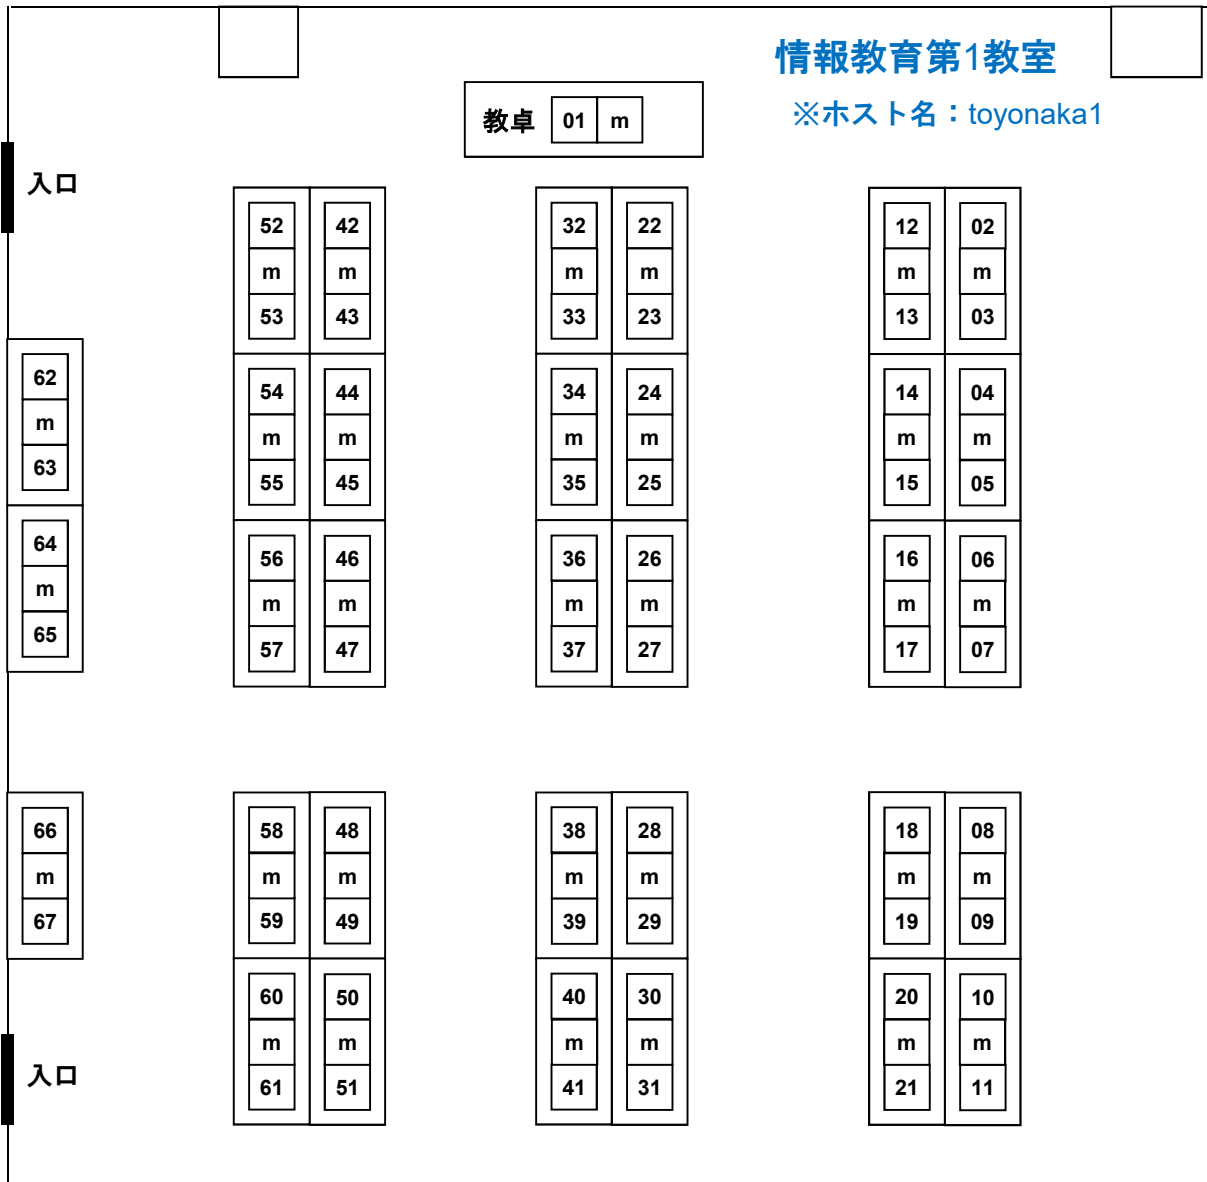 情報教育第1教室
※ホスト名：toyonaka1
教卓 01 m
入口
52 42 32 22 12 02
m m m m m m
53 43 33 23 13 03
62
m
63
54 44 34 24 14 04
m m m m m m
55 45 35 25 15 05
64
m
65
56 46 36 26 16 06
m m m m m m
57 47 37 27 17 07
66 58 48 38 28 18 08
m m m m m m m
67 59 49 39 29 19 09
60 50 40 30 20 10
m m m m m m
61 51 41 31 21 11
入口